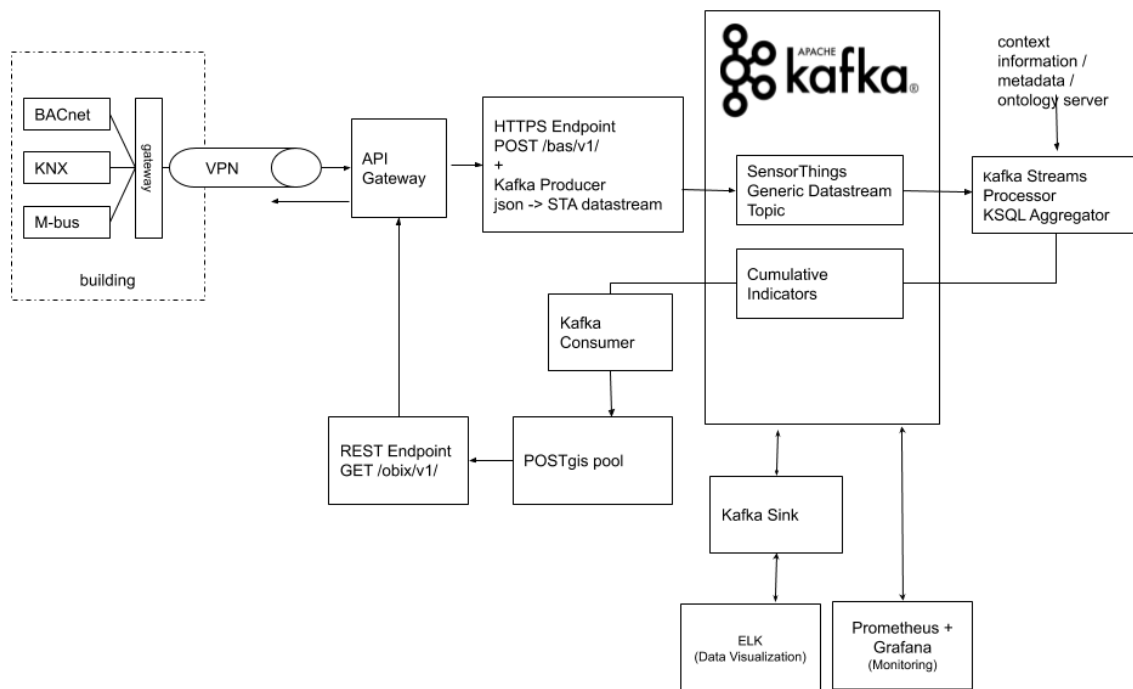 BACnet
KNX
M-bus
gateway
building
VPN
API
Gateway
HTTPS Endpoint
POST /bas/v1/
+
Kafka Producer
json -> STA datastream
APACHE
kafka®
SensorThings
Generic Datastream
Topic
Cumulative
Indicators
context
information /
metadata /
ontology server
Kafka Streams
Processor
KSQL Aggregator
Kafka
Consumer
REST Endpoint
GET /obix/v1/
POSTgis pool
Kafka Sink
ELK
(Data Visualization)
Prometheus +
Grafana
(Monitoring)